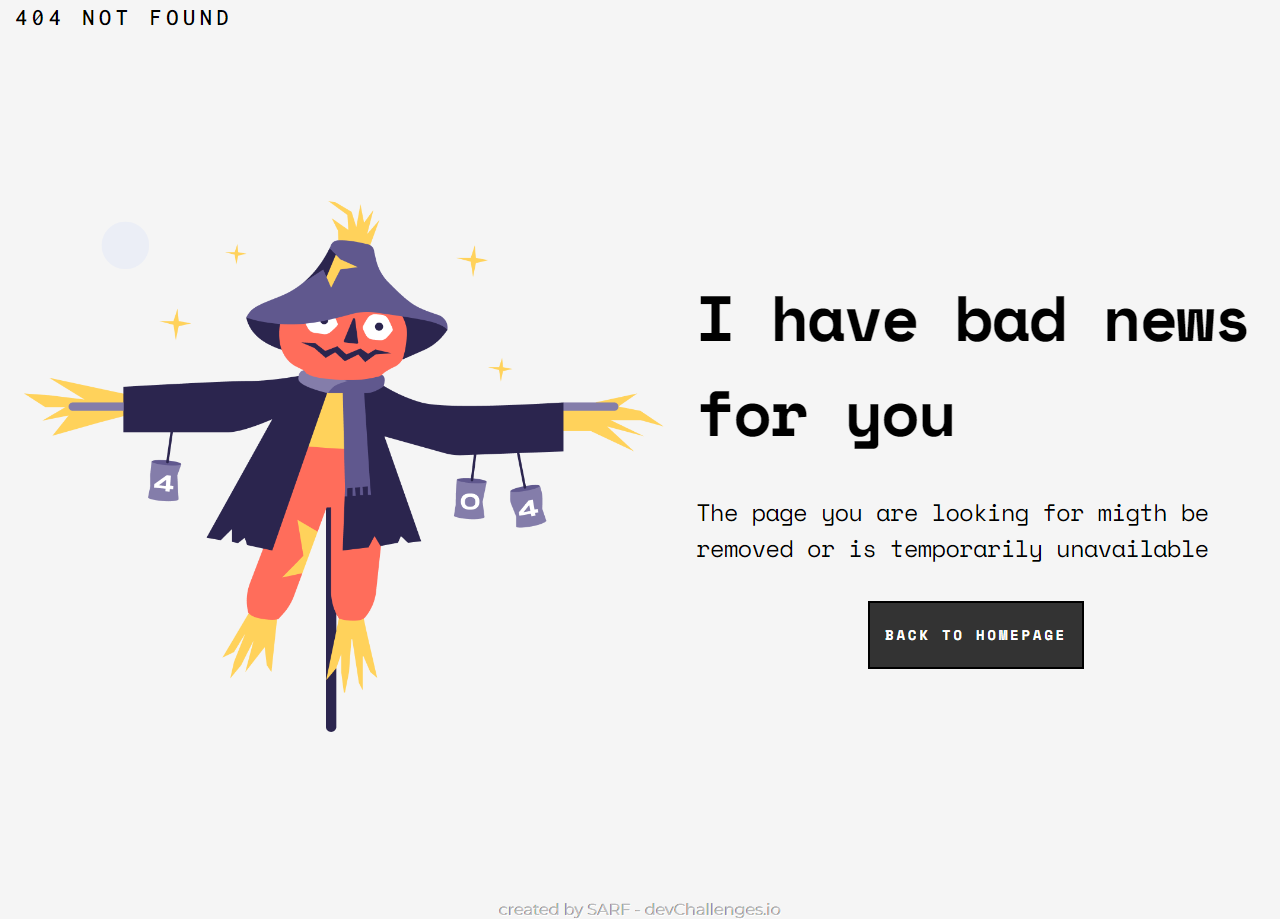 404 NOT FOUND
I have bad news
for you
4
0
4
The page you are looking for migth be
removed or is temporarily unavailable
BACK TO HOMEPAGE
created by SARF - devChallenges.io